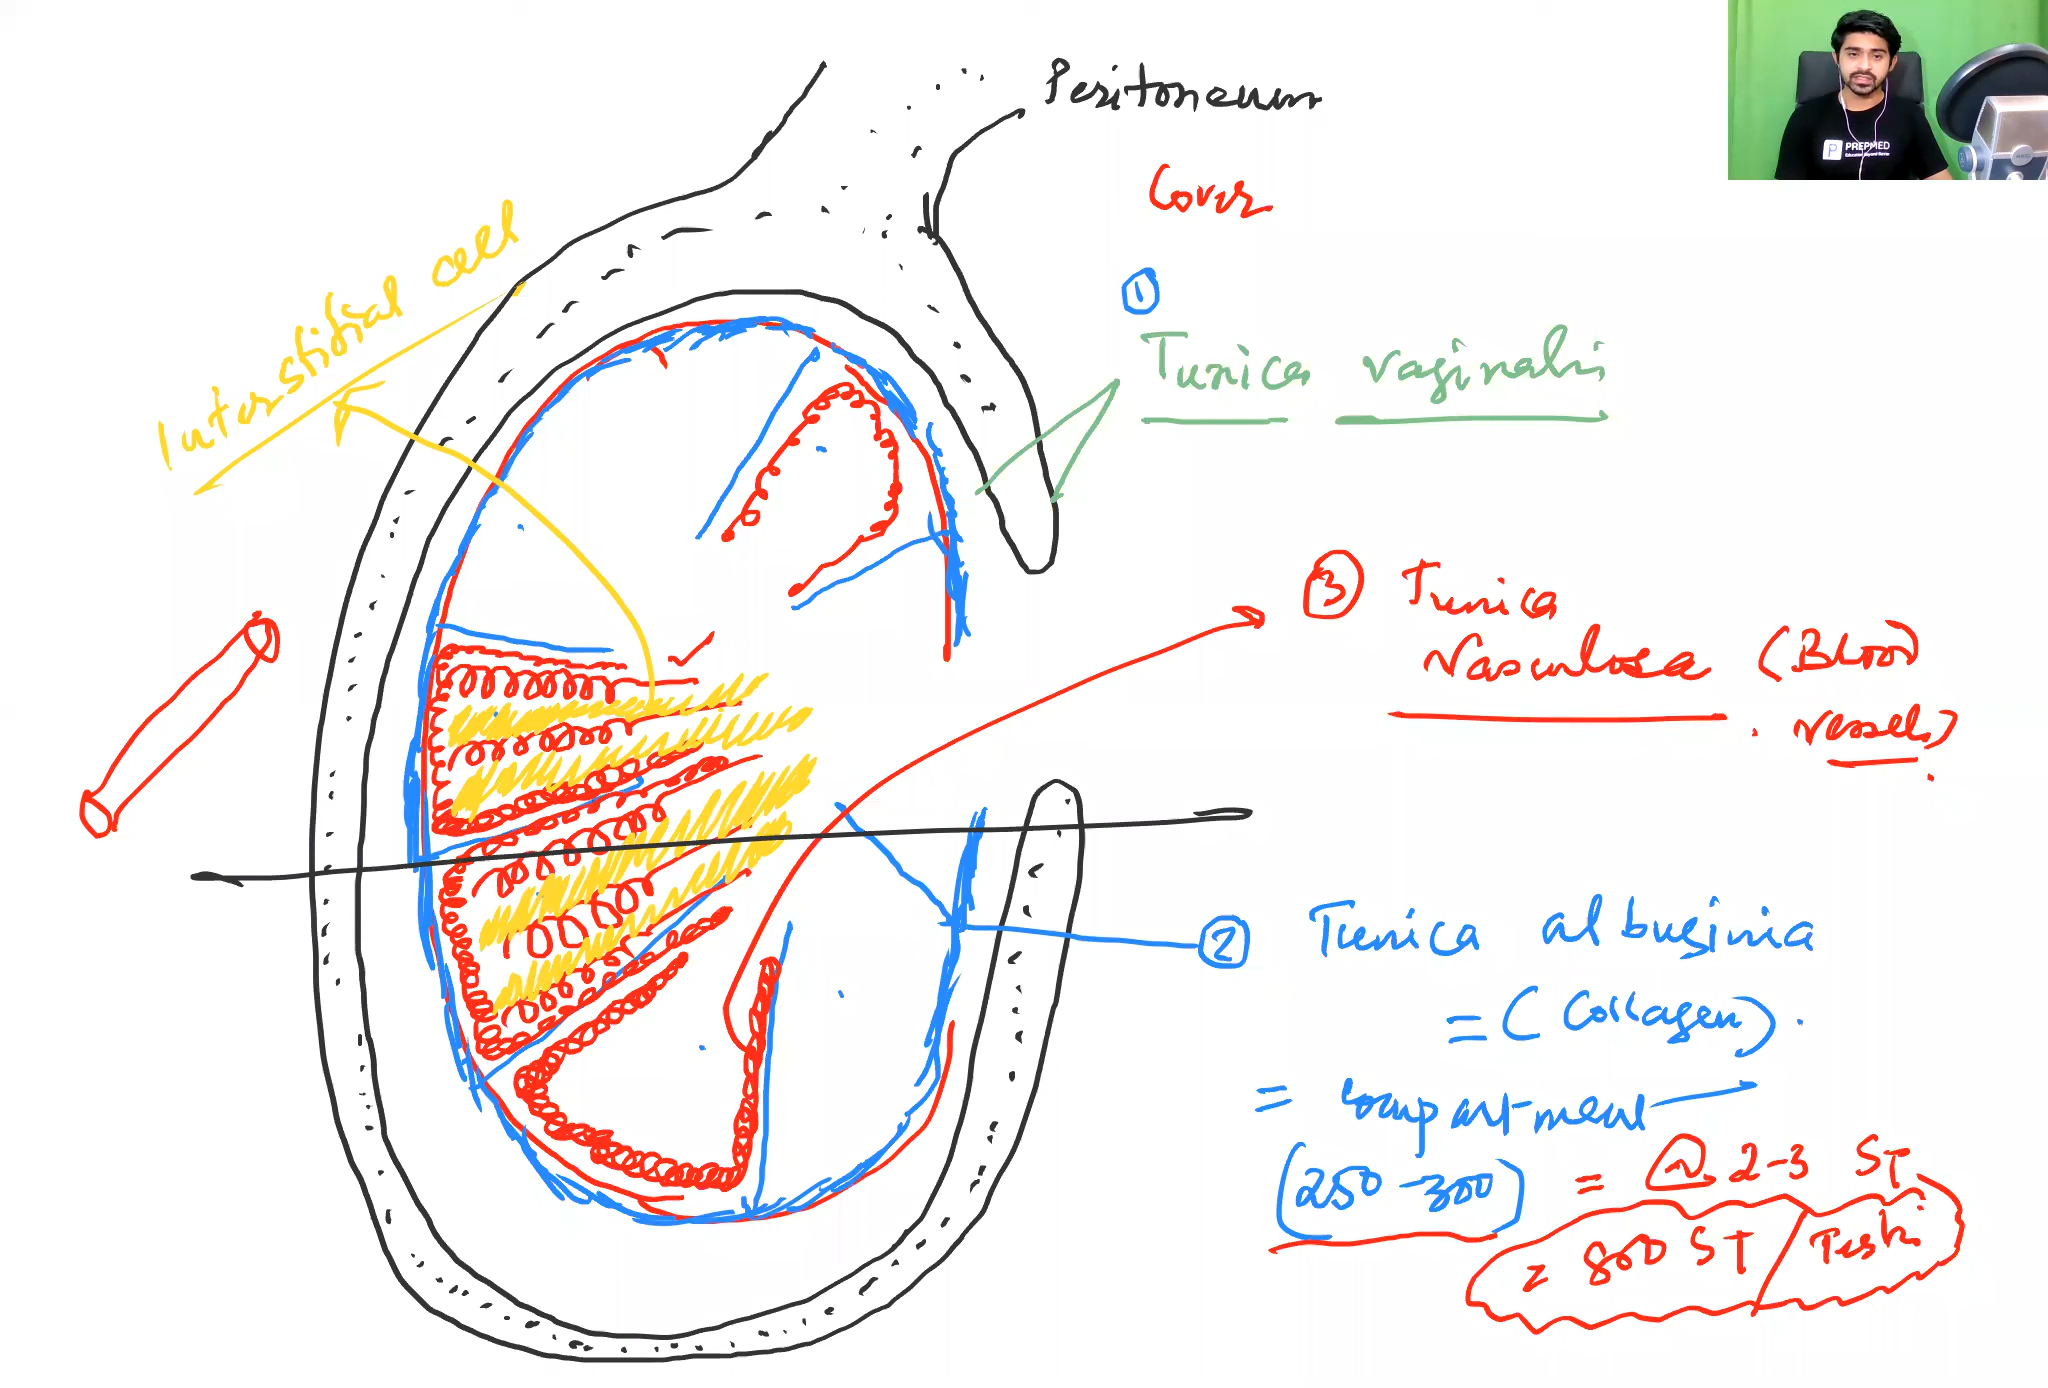 Peritoneum
Cover
①
Tunica vaginalis
Interstitial cell
③ Tunica
Vasculosa (Blood
vessels)
② Tunica albuginia
= (Collagen).
= compartment
(250-300) = @ 2-3 ST
= 800 ST / Testis
P PREPMED